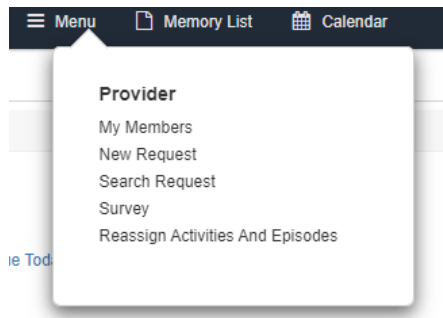 Menu Memory List Calendar
Provider
My Members
New Request
Search Request
Survey
Reassign Activities And Episodes